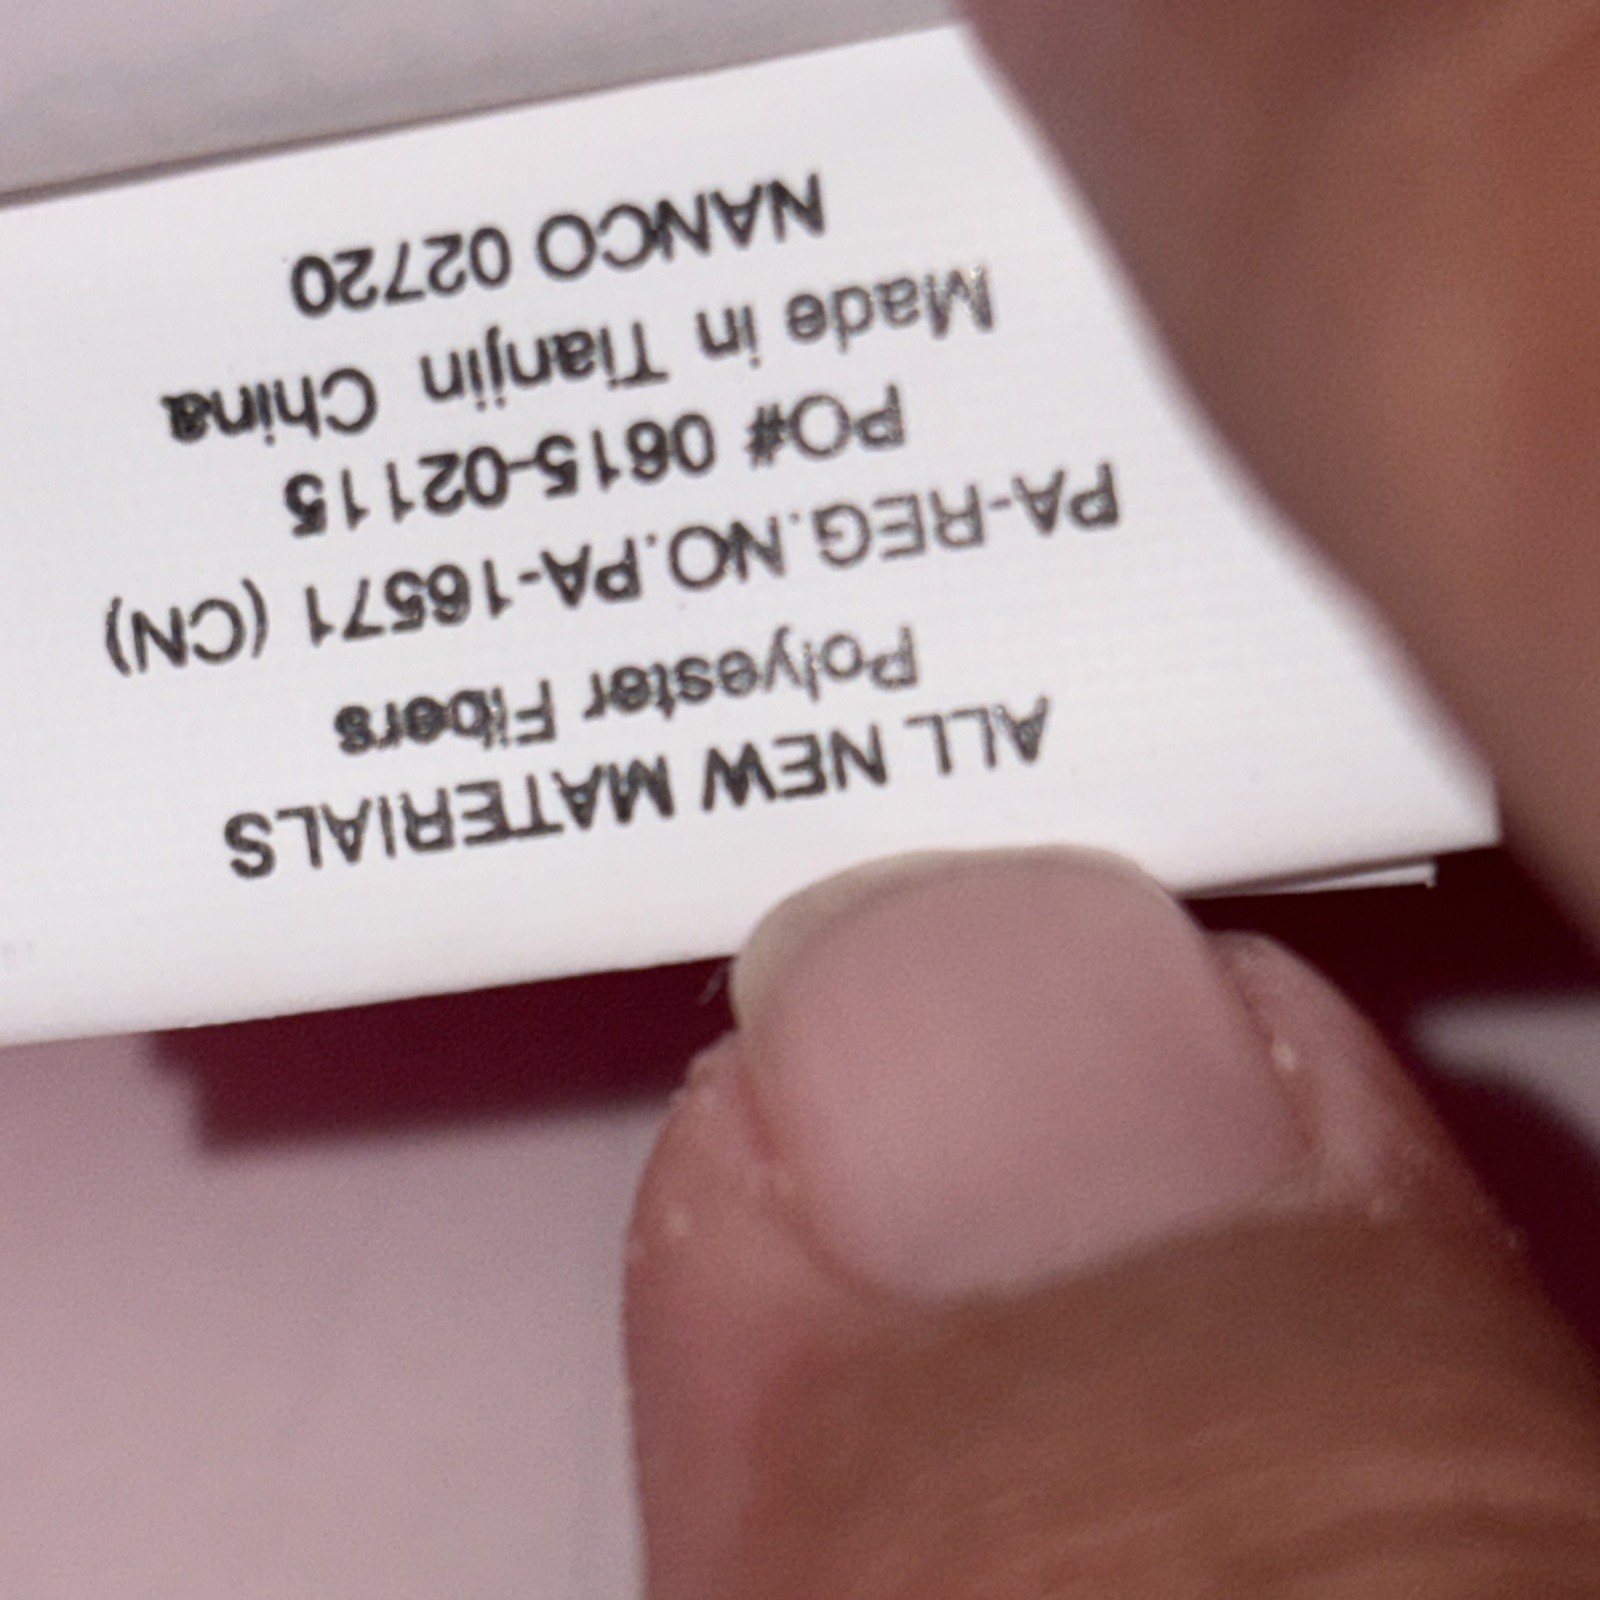 ALL NEW MATERIALS
Polyester Fibers
PA-REG.NO.PA-16571 (CN)
PO# 0615-02115
Made in Tianjin China
NANCO 02720